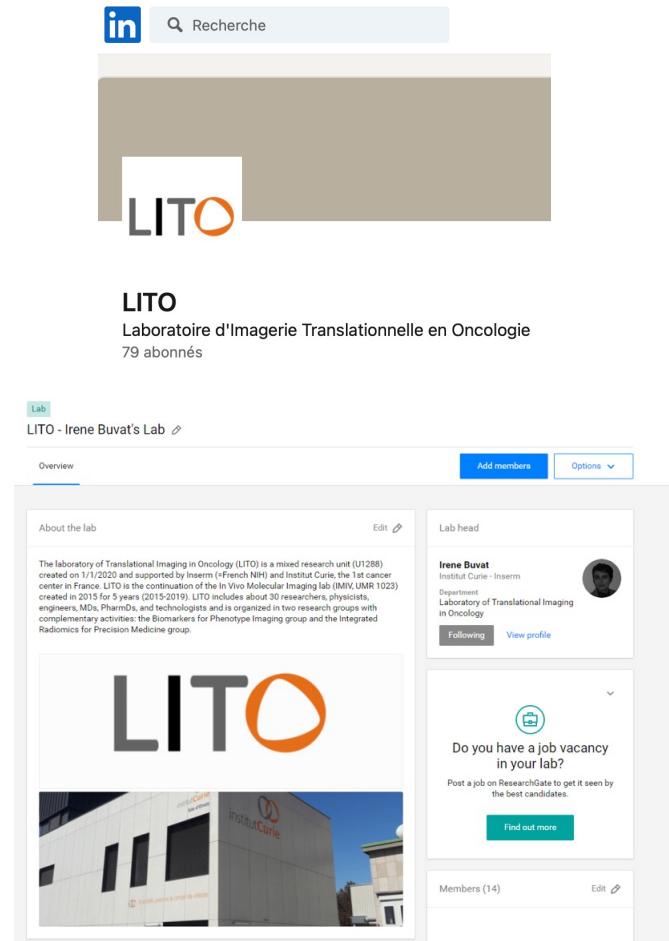 in
Recherche
LITO
LITO
Laboratoire d'Imagerie Translationnelle en Oncologie
79 abonnés
Lab
LITO - Irene Buvat's Lab
Overview
Add members
Options
About the lab
Edit
The laboratory of Translational Imaging in Oncology (LITO) is a mixed research unit (U1288)
created on 1/1/2020 and supported by Inserm (=French NIH) and Institut Curie, the 1st cancer
center in France. LITO is the continuation of the In Vivo Molecular Imaging lab (IMIV, UMR 1023)
created in 2015 for 5 years (2015-2019). LITO includes about 30 researchers, physicists,
engineers, MDs, PharmDs, and technologists and is organized in two research groups with
complementary activities: the Biomarkers for Phenotype Imaging group and the Integrated
Radiomics for Precision Medicine group.
LITO
institutCurie
institutCurie
Lab head
Irene Buvat
Institut Curie - Inserm
Department
Laboratory of Translational Imaging
in Oncology
Following
View profile
Do you have a job vacancy
in your lab?
Post a job on ResearchGate to get it seen by
the best candidates.
Find out more
Members (14)
Edit